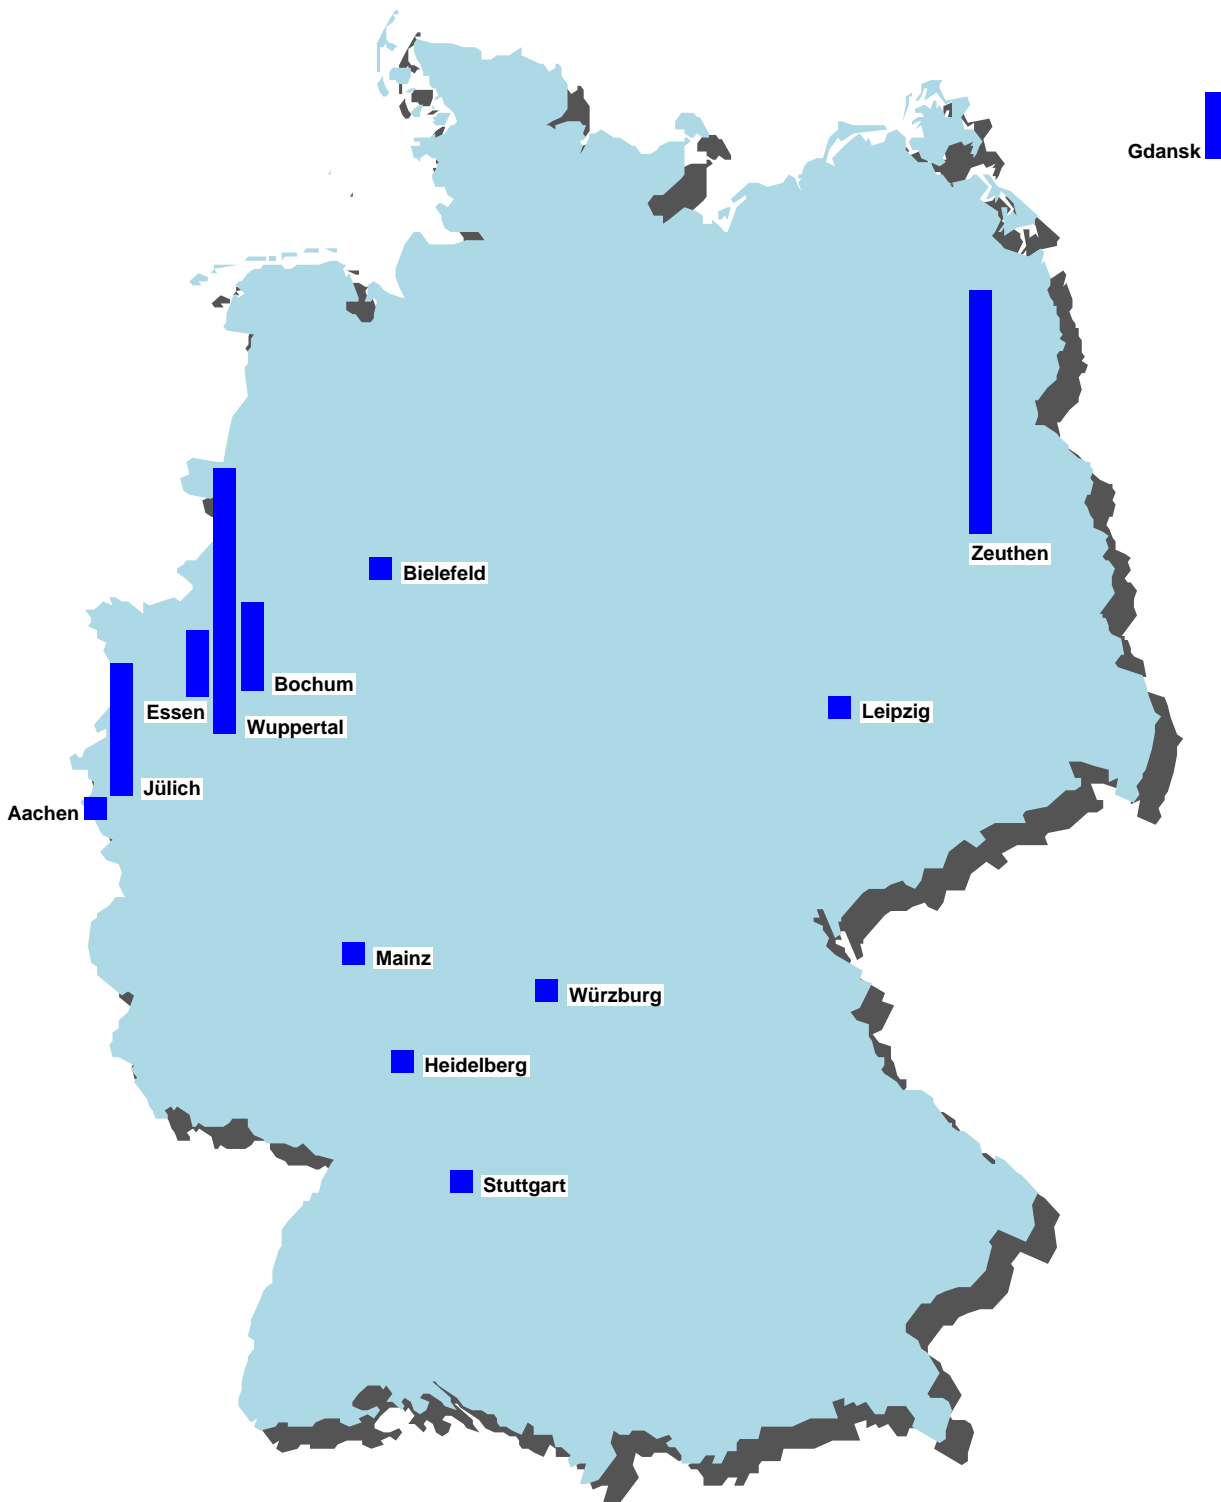 Gdansk
Zeuthen
Bielefeld
Bochum
Essen
Leipzig
Wuppertal
Jülich
Aachen
Mainz
Würzburg
Heidelberg
Stuttgart